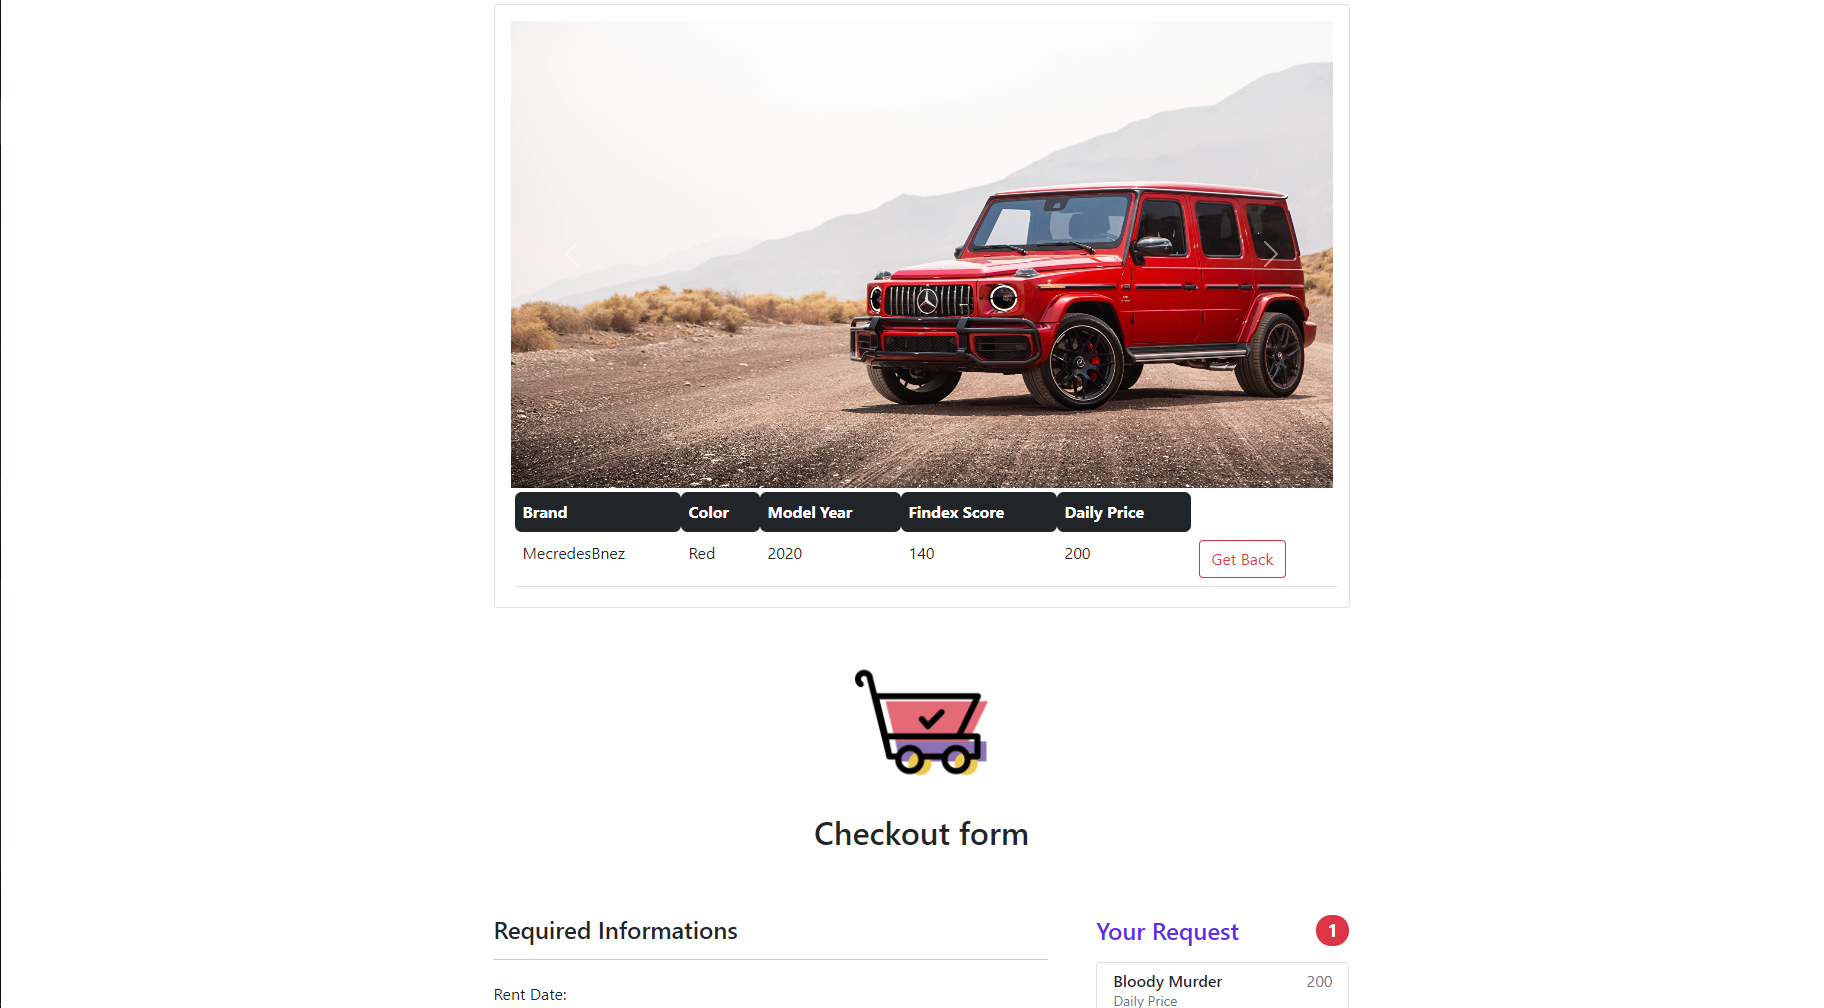 Brand Color Model Year Findex Score Daily Price
MecredesBnez Red 2020 140 200 Get Back
Checkout form
Required Informations
Rent Date:
Your Request 1
Bloody Murder 200
Daily Price